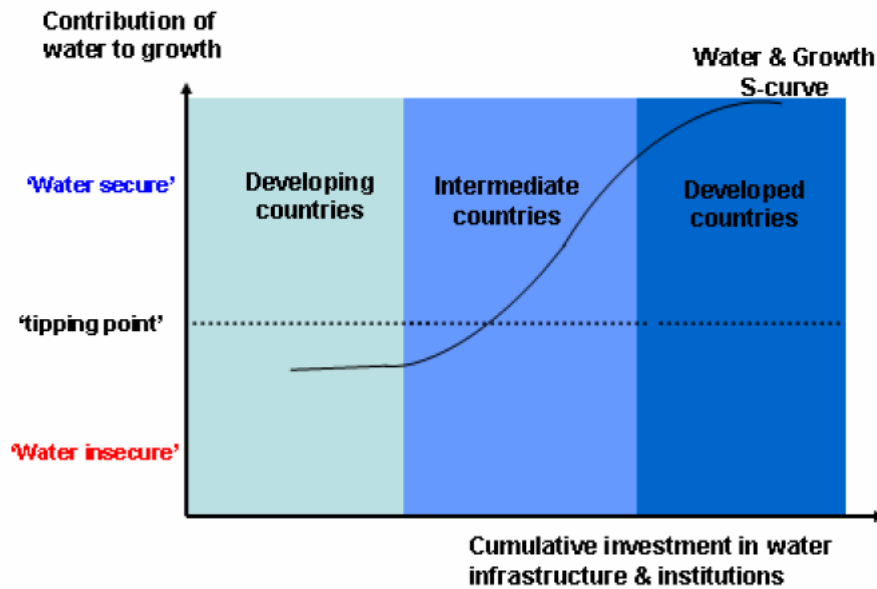 Contribution of
water to growth
Water & Growth
S-curve
'Water secure'
Developing
countries
Intermediate
countries
Developed
countries
'tipping point'
'Water insecure'
Cumulative investment in water
infrastructure & institutions